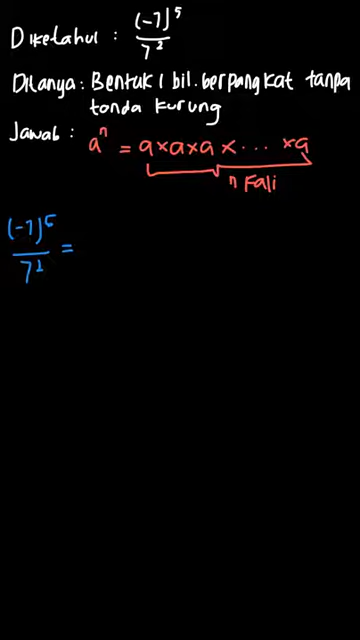 Diketahui : (-7)^5 / 7^2
Ditanya : Bentuk 1 bil. berpangkat tanpa
tanda kurung
Jawab :
a^n = a × a × a × ... × a
n kali
(-7)^5 / 7^2 =